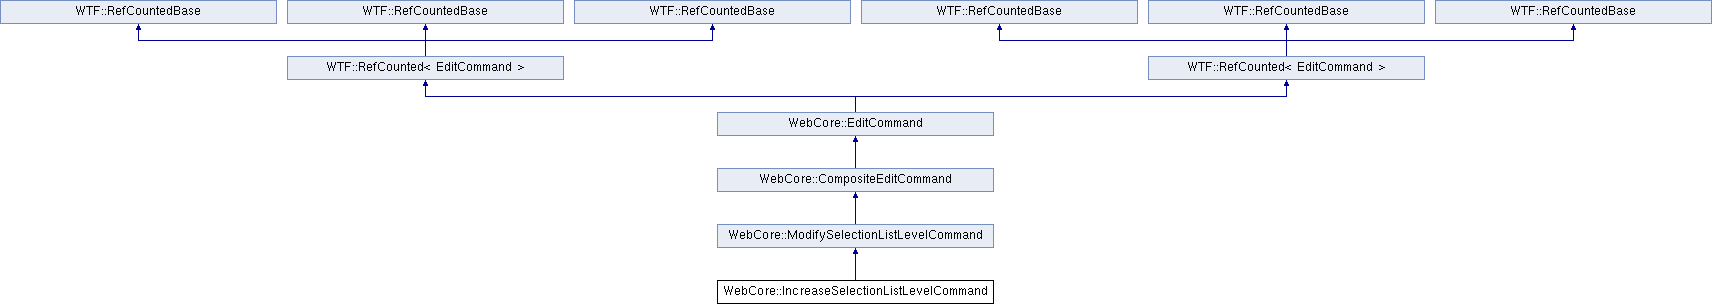 WTF::RefCountedBase
WTF::RefCountedBase
WTF::RefCountedBase
WTF::RefCountedBase
WTF::RefCountedBase
WTF::RefCountedBase
WTF::RefCounted< EditCommand >
WTF::RefCounted< EditCommand >
WebCore::EditCommand
WebCore::CompositeEditCommand
WebCore::ModifySelectionListLevelCommand
WebCore::IncreaseSelectionListLevelCommand